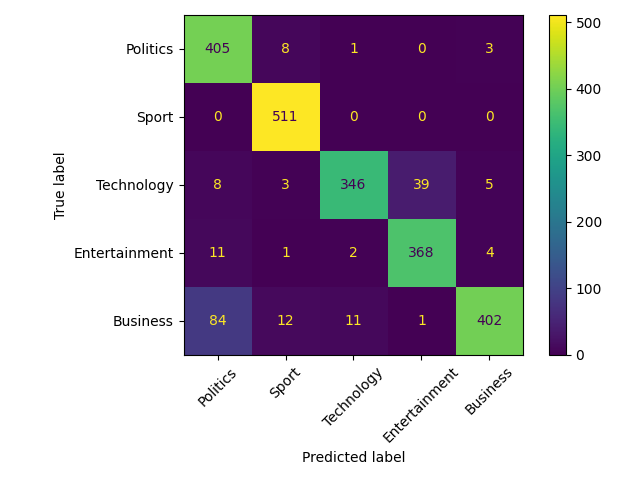 Politics 405 8 1 0 3
Sport 0 511 0 0 0
Technology 8 3 346 39 5
Entertainment 11 1 2 368 4
Business 84 12 11 1 402
True label
Politics Sport Technology Entertainment Business
Predicted label
500
400
300
200
100
0